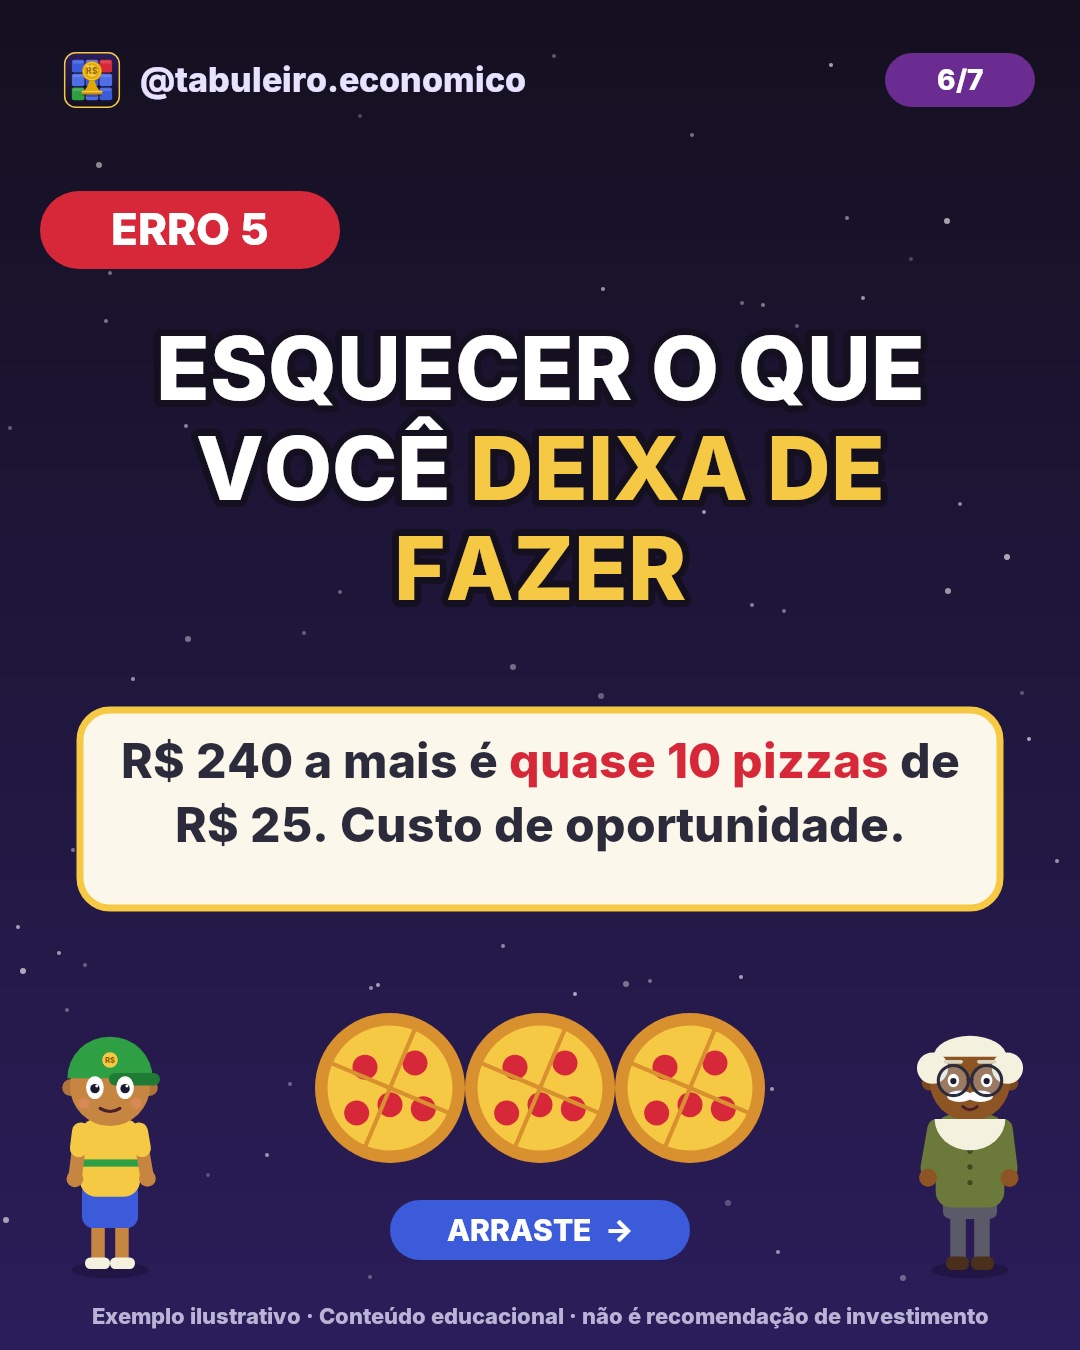 @tabuleiro.economico
6/7
ERRO 5
ESQUECER O QUE
VOCÊ DEIXA DE
FAZER
R$ 240 a mais é quase 10 pizzas de
R$ 25. Custo de oportunidade.
ARRASTE →
Exemplo ilustrativo · Conteúdo educacional · não é recomendação de investimento
R$
R$